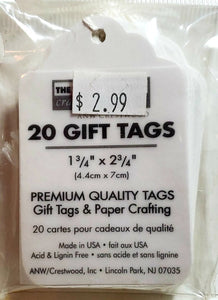 THE
$ 2.99
ANW CRESTWOOD
20 GIFT TAGS
1 3/4" x 2 3/4"
(4.4cm x 7cm)
PREMIUM QUALITY TAGS
Gift Tags & Paper Crafting
20 cartes pour cadeaux de qualité
Made in USA • fait aux USA
Acid & Lignin Free • sans acide et sans lignine
ANW/Crestwood, Inc • Lincoln Park, NJ 07035